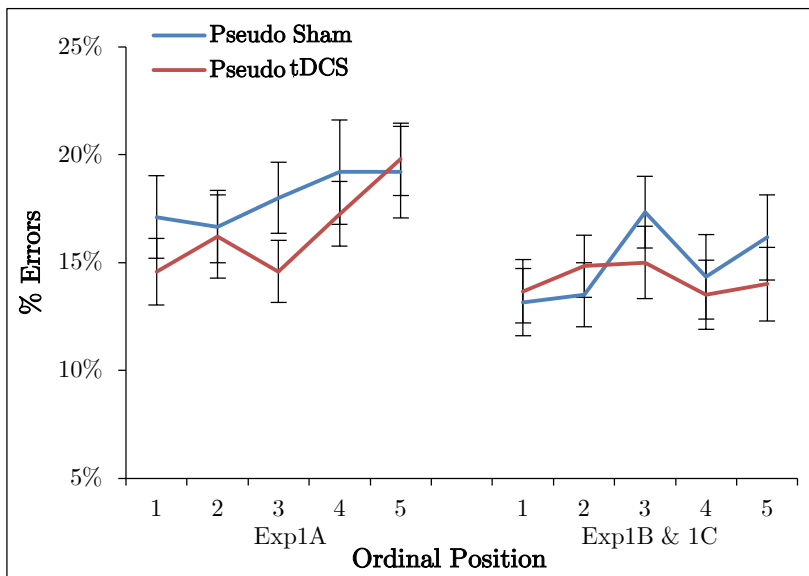 Pseudo Sham
Pseudo tDCS
25%
20%
15%
10%
5%
% Errors
1 2 3 4 5 1 2 3 4 5
Exp1A Exp1B & 1C
Ordinal Position